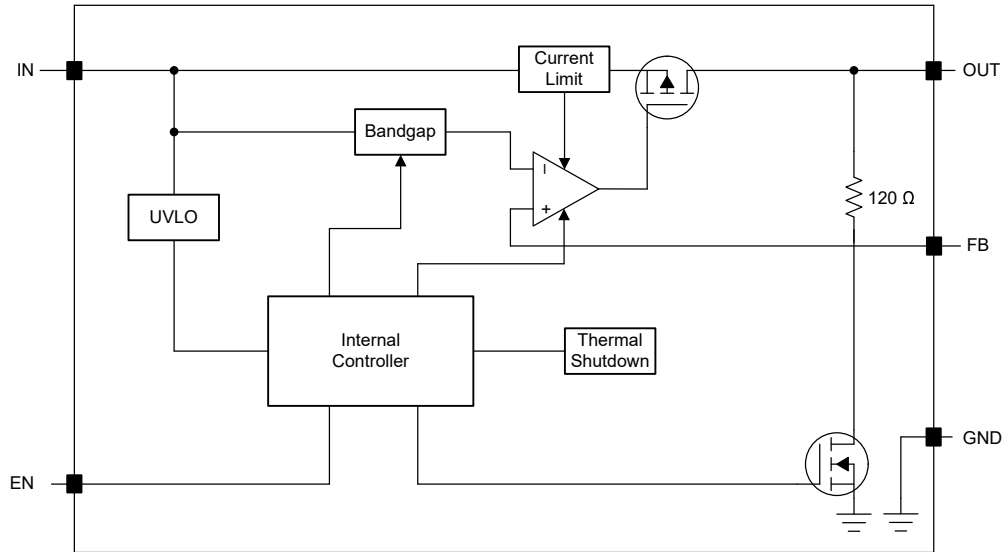 IN
Current
Limit
OUT
Bandgap
–
+
UVLO
120 Ω
FB
Internal
Controller
Thermal
Shutdown
GND
EN